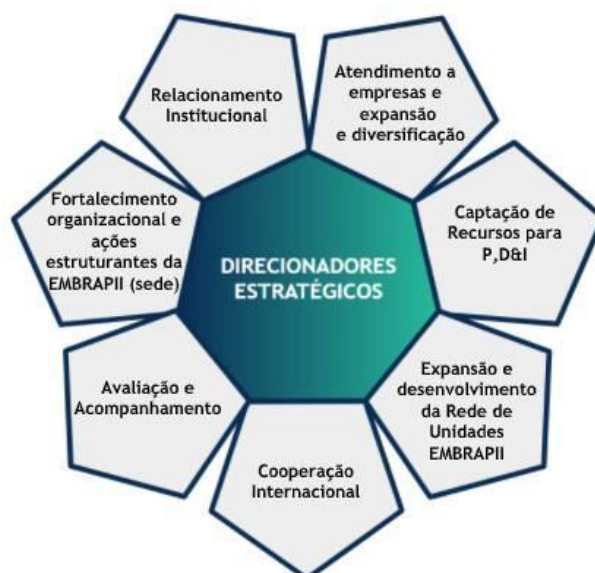 Relacionamento
Institucional
Atendimento a
empresas e
expansão
e diversificação
Fortalecimento
organizacional e
ações
estruturantes da
EMBRAPII (sede)
Captação de
Recursos para
P,D&I
DIRECIONADORES
ESTRATÉGICOS
Avaliação e
Acompanhamento
Expansão e
desenvolvimento
da Rede de
Unidades
EMBRAPII
Cooperação
Internacional